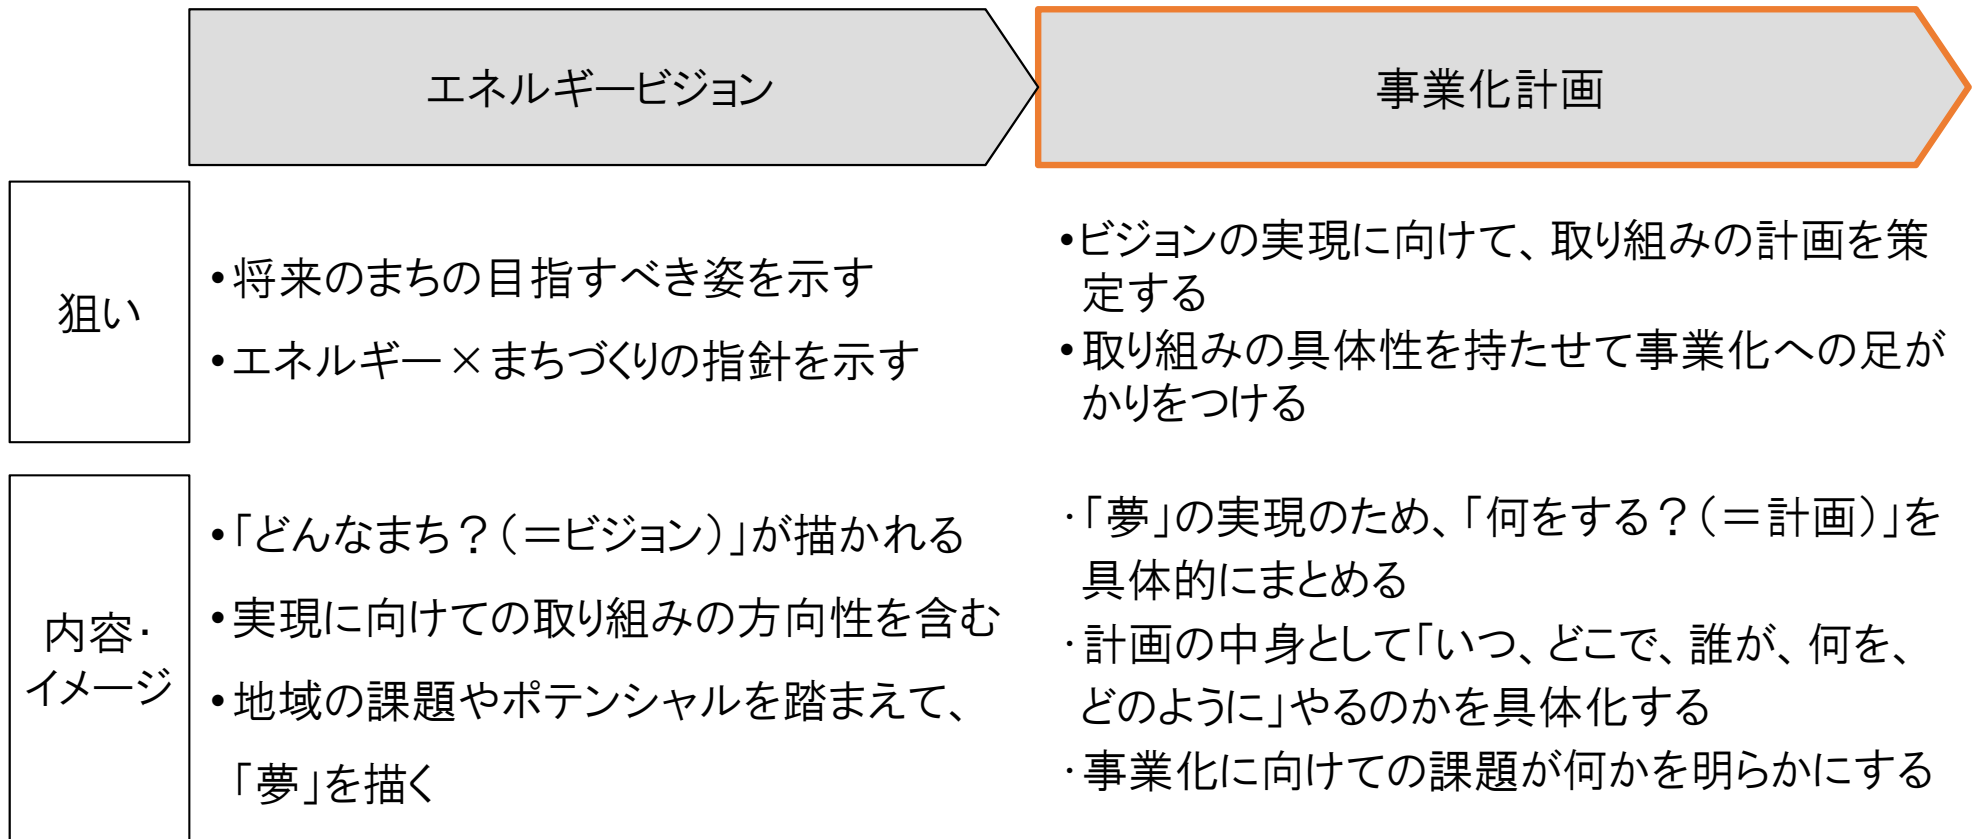 エネルギービジョン
事業化計画
狙い
•将来のまちの目指すべき姿を示す
•エネルギー×まちづくりの指針を示す
•ビジョンの実現に向けて、取り組みの計画を策
定する
•取り組みの具体性を持たせて事業化への足が
かりをつける
内容・
イメージ
•「どんなまち？（＝ビジョン）」が描かれる
•実現に向けての取り組みの方向性を含む
•地域の課題やポテンシャルを踏まえて、
「夢」を描く
・「夢」の実現のため、「何をする？（＝計画）」を
具体的にまとめる
・計画の中身として「いつ、どこで、誰が、何を、
どのように」やるのかを具体化する
・事業化に向けての課題が何かを明らかにする